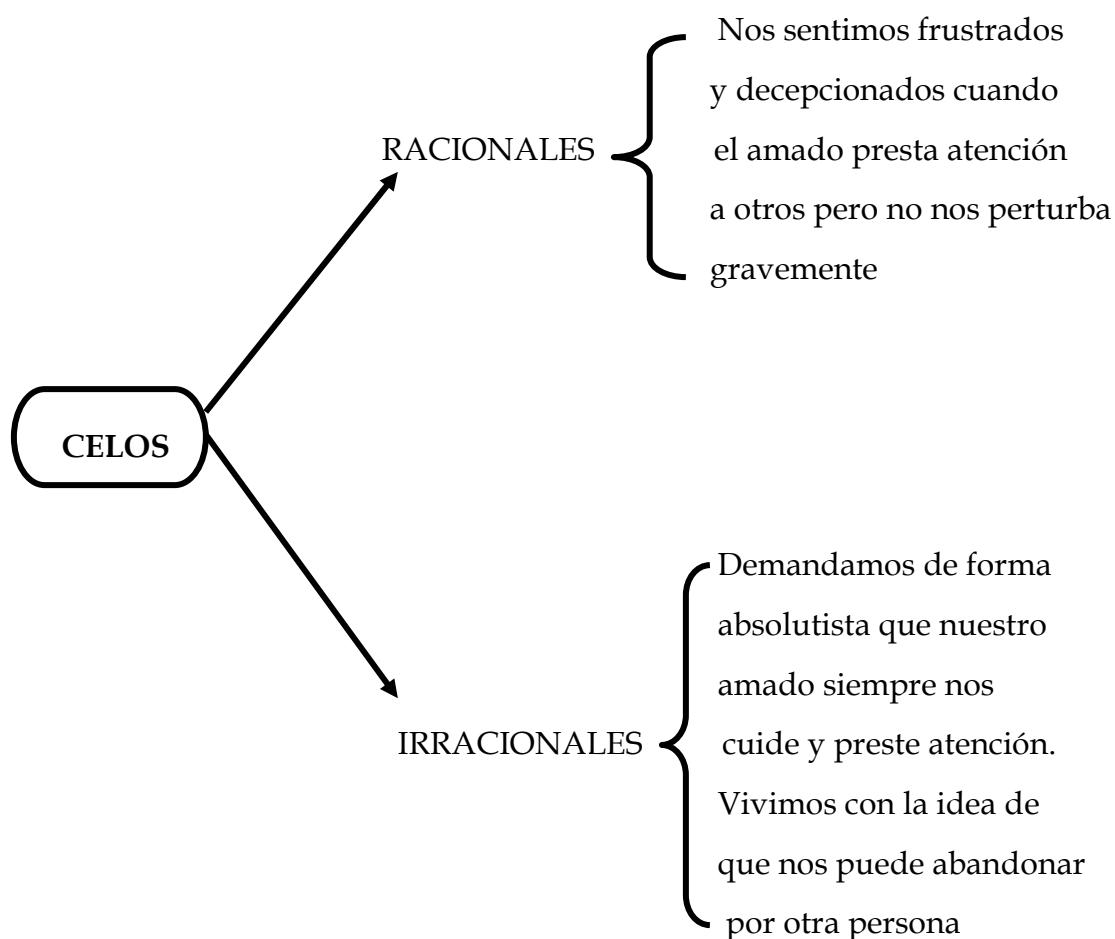 CELOS
RACIONALES
Nos sentimos frustrados
y decepcionados cuando
el amado presta atención
a otros pero no nos perturba
gravemente
IRRACIONALES
Demandamos de forma
absolutista que nuestro
amado siempre nos
cuide y preste atención.
Vivimos con la idea de
que nos puede abandonar
por otra persona